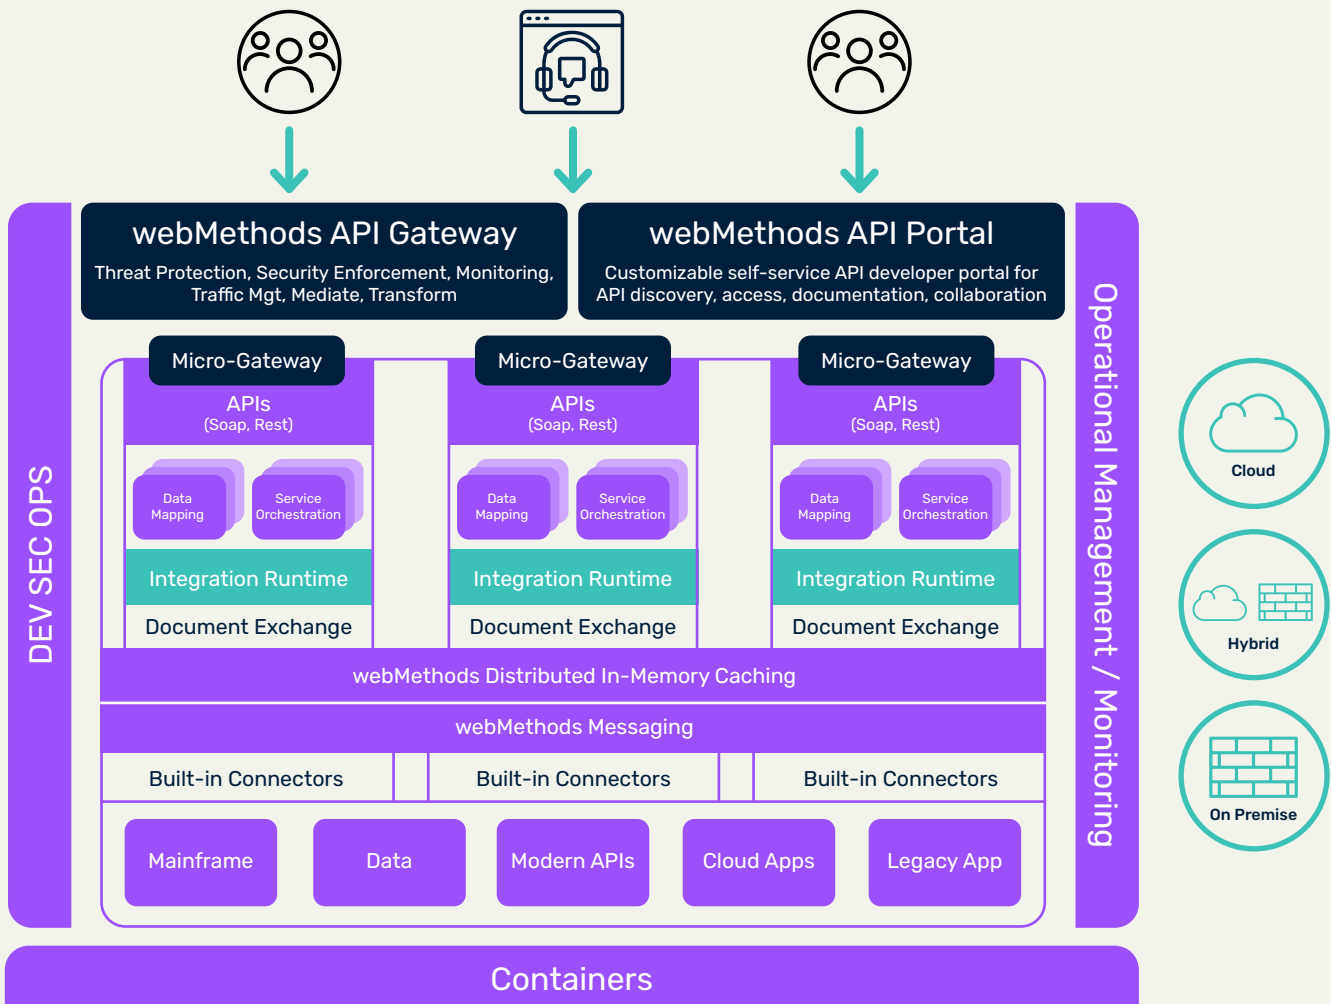 webMethods API Gateway
Threat Protection, Security Enforcement, Monitoring,
Traffic Mgt, Mediate, Transform
webMethods API Portal
Customizable self-service API developer portal for
API discovery, access, documentation, collaboration
DEV SEC OPS
Operational Management / Monitoring
Micro-Gateway
APIs
(Soap, Rest)
Data
Mapping
Service
Orchestration
Integration Runtime
Document Exchange
Micro-Gateway
APIs
(Soap, Rest)
Data
Mapping
Service
Orchestration
Integration Runtime
Document Exchange
Micro-Gateway
APIs
(Soap, Rest)
Data
Mapping
Service
Orchestration
Integration Runtime
Document Exchange
webMethods Distributed In-Memory Caching
webMethods Messaging
Built-in Connectors
Built-in Connectors
Built-in Connectors
Mainframe
Data
Modern APIs
Cloud Apps
Legacy App
Containers
Cloud
Hybrid
On Premise